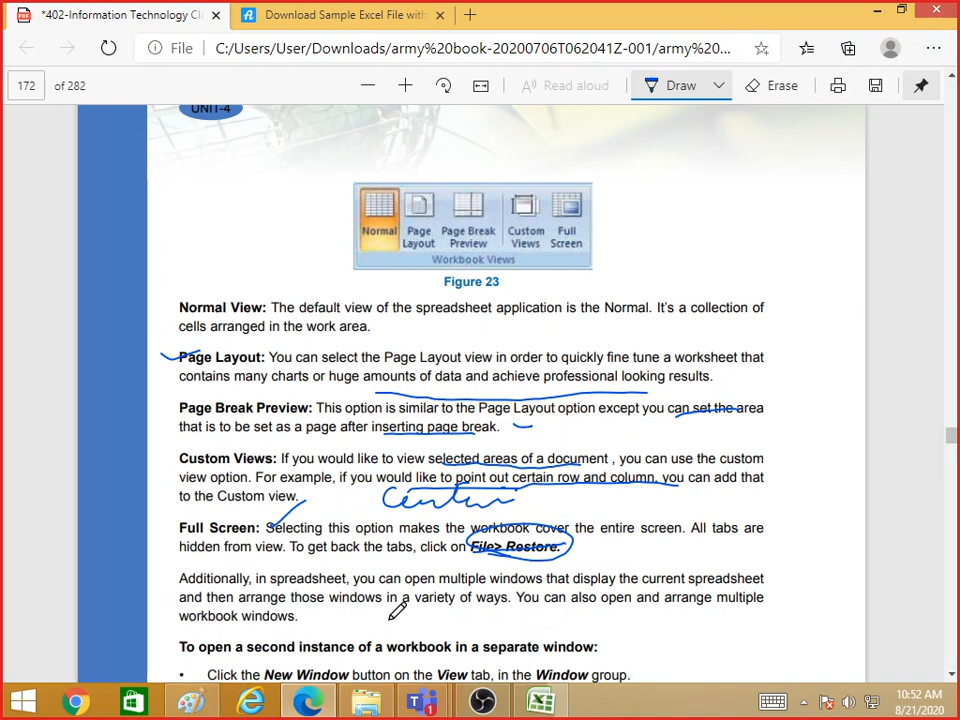 *402-Information Technology Cla
Download Sample Excel File with
File
C:/Users/User/Downloads/army%20book-20200706T062041Z-001/army%20...
172 of 282
Read aloud
Draw
Erase
UNIT-4
Normal
Page Layout
Page Break Preview
Custom Views
Full Screen
Workbook Views
Figure 23
Normal View: The default view of the spreadsheet application is the Normal. It's a collection of
cells arranged in the work area.
Page Layout: You can select the Page Layout view in order to quickly fine tune a worksheet that
contains many charts or huge amounts of data and achieve professional looking results.
Page Break Preview: This option is similar to the Page Layout option except you can set the area
that is to be set as a page after inserting page break.
Custom Views: If you would like to view selected areas of a document , you can use the custom
view option. For example, if you would like to point out certain row and column, you can add that
to the Custom view.
Full Screen: Selecting this option makes the workbook cover the entire screen. All tabs are
hidden from view. To get back the tabs, click on File> Restore.
Additionally, in spreadsheet, you can open multiple windows that display the current spreadsheet
and then arrange those windows in a variety of ways. You can also open and arrange multiple
workbook windows.
To open a second instance of a workbook in a separate window:
• Click the New Window button on the View tab, in the Window group.
10:52 AM
8/21/2020